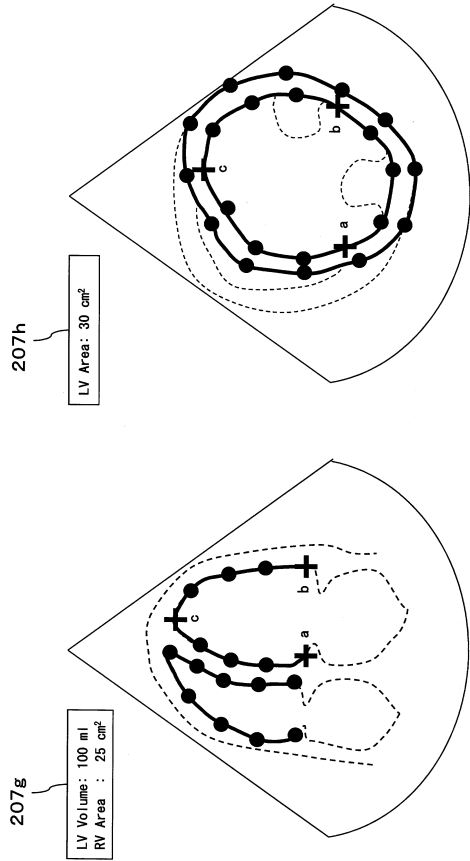 207g
LV Volume: 100 ml
RV Area : 25 cm²
c
a
b
207h
LV Area: 30 cm²
c
a
b